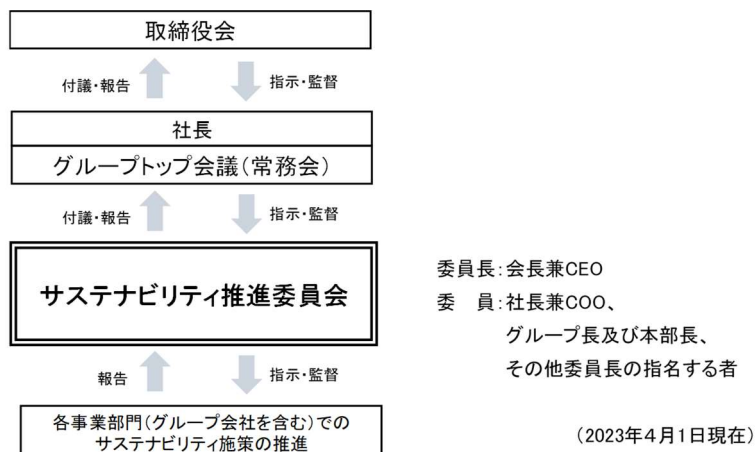 取締役会
付議・報告
指示・監督
社長
グループトップ会議(常務会)
付議・報告
指示・監督
サステナビリティ推進委員会
委員長:会長兼CEO
委　員:社長兼COO、
グループ長及び本部長、
その他委員長の指名する者
報告
指示・監督
各事業部門(グループ会社を含む)での
サステナビリティ施策の推進
(2023年4月1日現在)